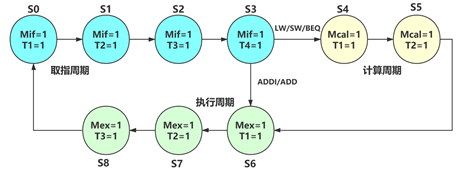 S0 S1 S2 S3 S4 S5
Mif=1 Mif=1 Mif=1 Mif=1 LW/SW/BEQ Mcal=1 Mcal=1
T1=1 T2=1 T3=1 T4=1 T1=1 T2=1
取指周期 计算周期
ADDI/ADD
执行周期
Mex=1 Mex=1 Mex=1
T3=1 T2=1 T1=1
S8 S7 S6